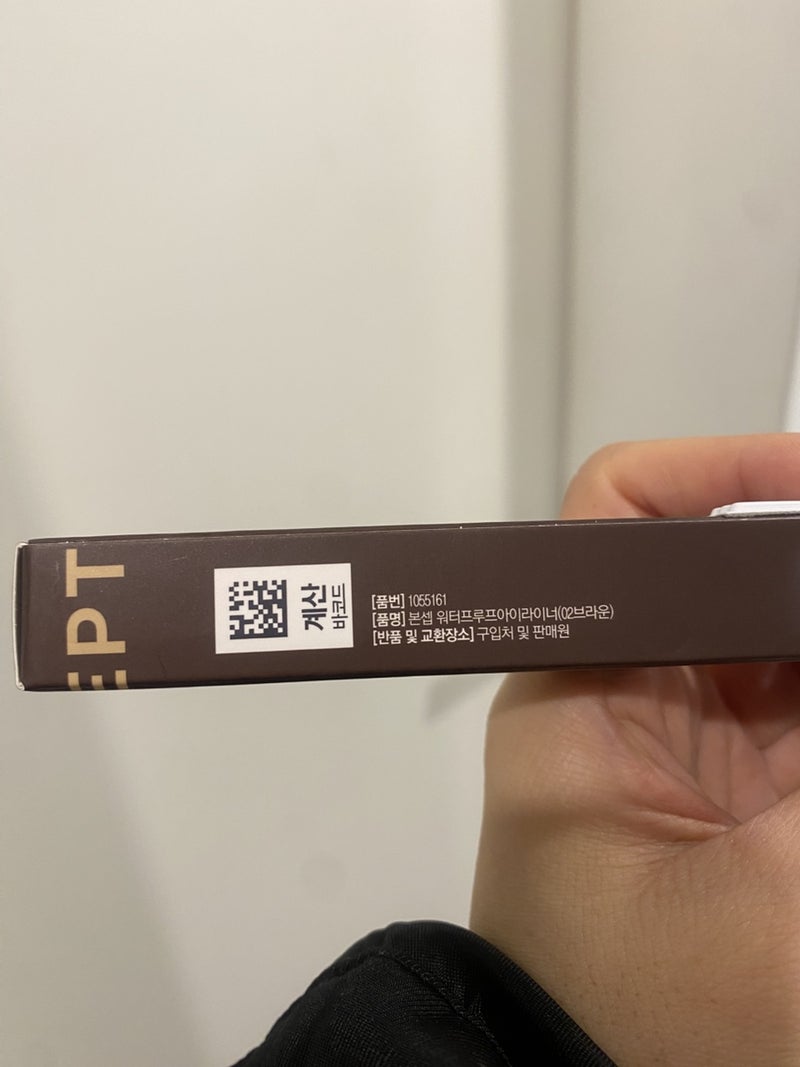 EPT
계산
바코드
[품번] 1055161
[품명] 본셉 워터프루프아이라이너(02브라운)
[반품 및 교환장소] 구입처 및 판매원